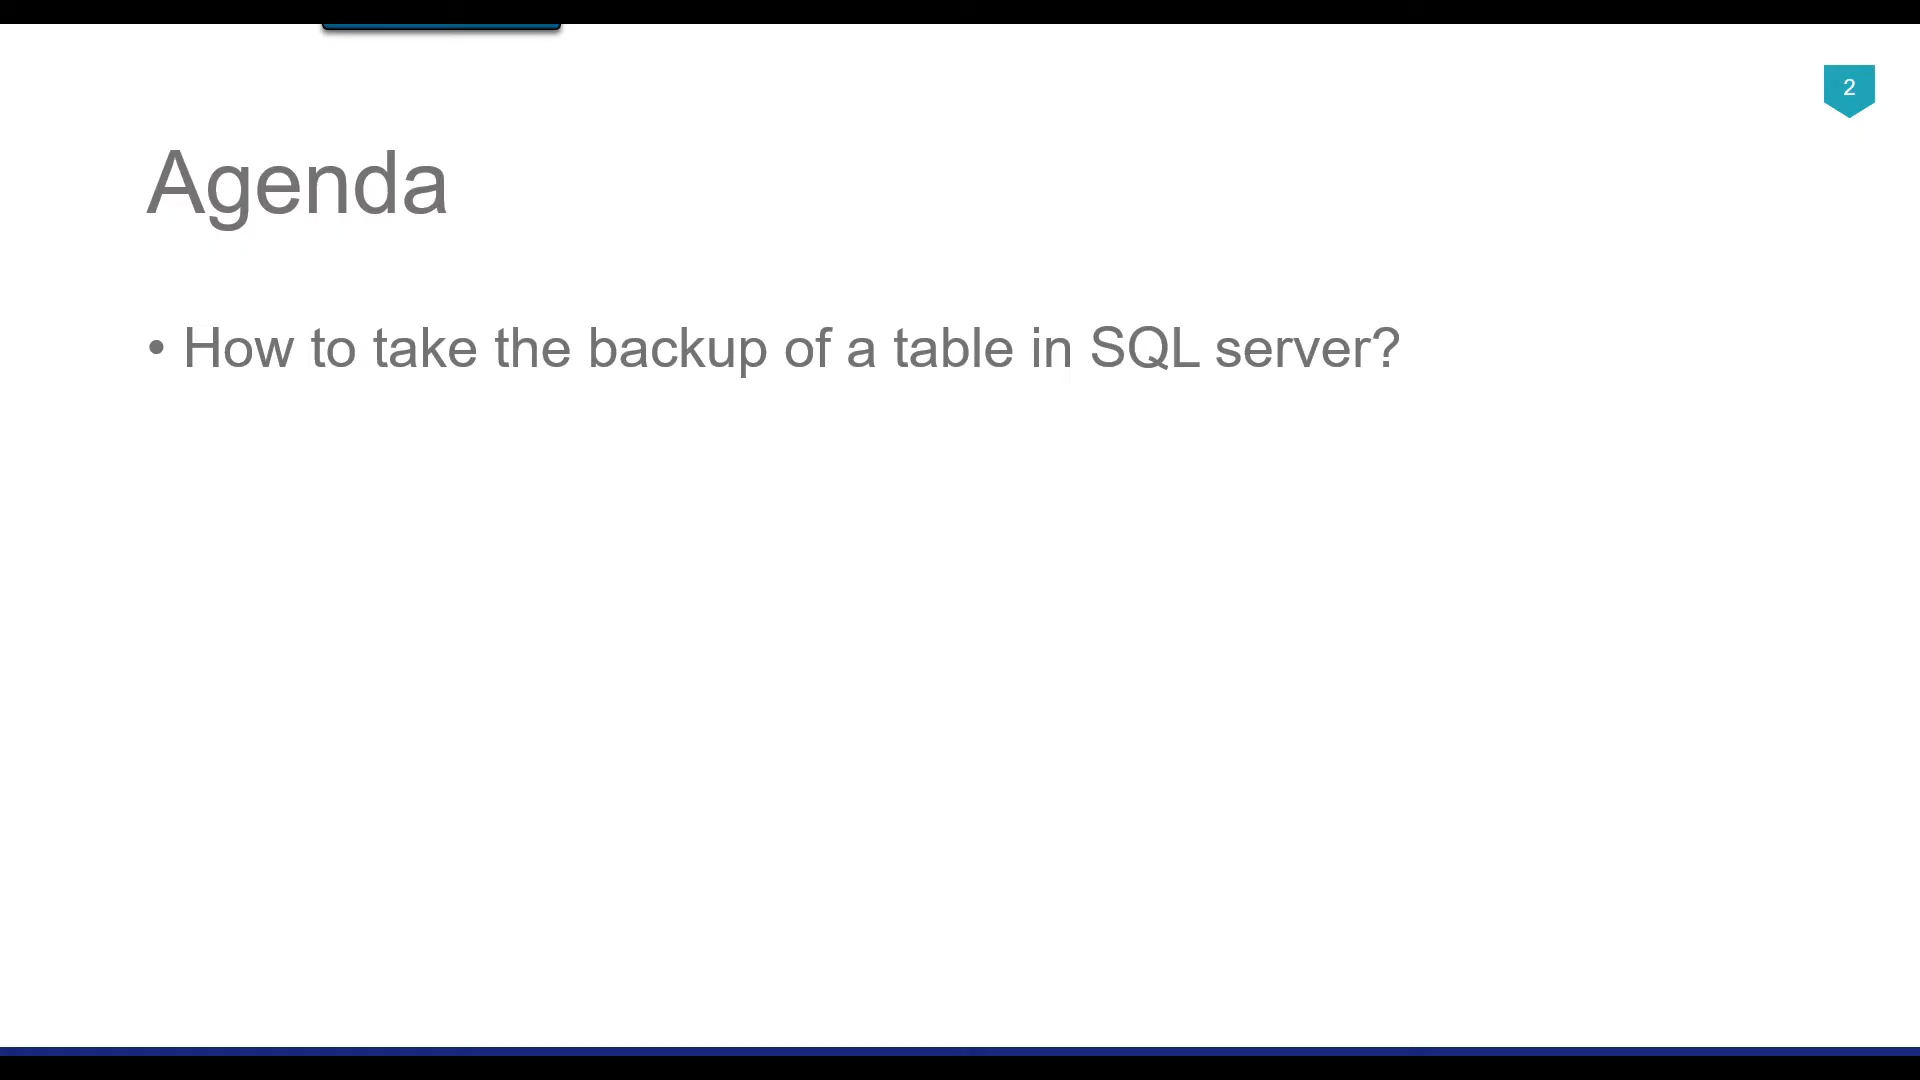 2
Agenda
• How to take the backup of a table in SQL server?